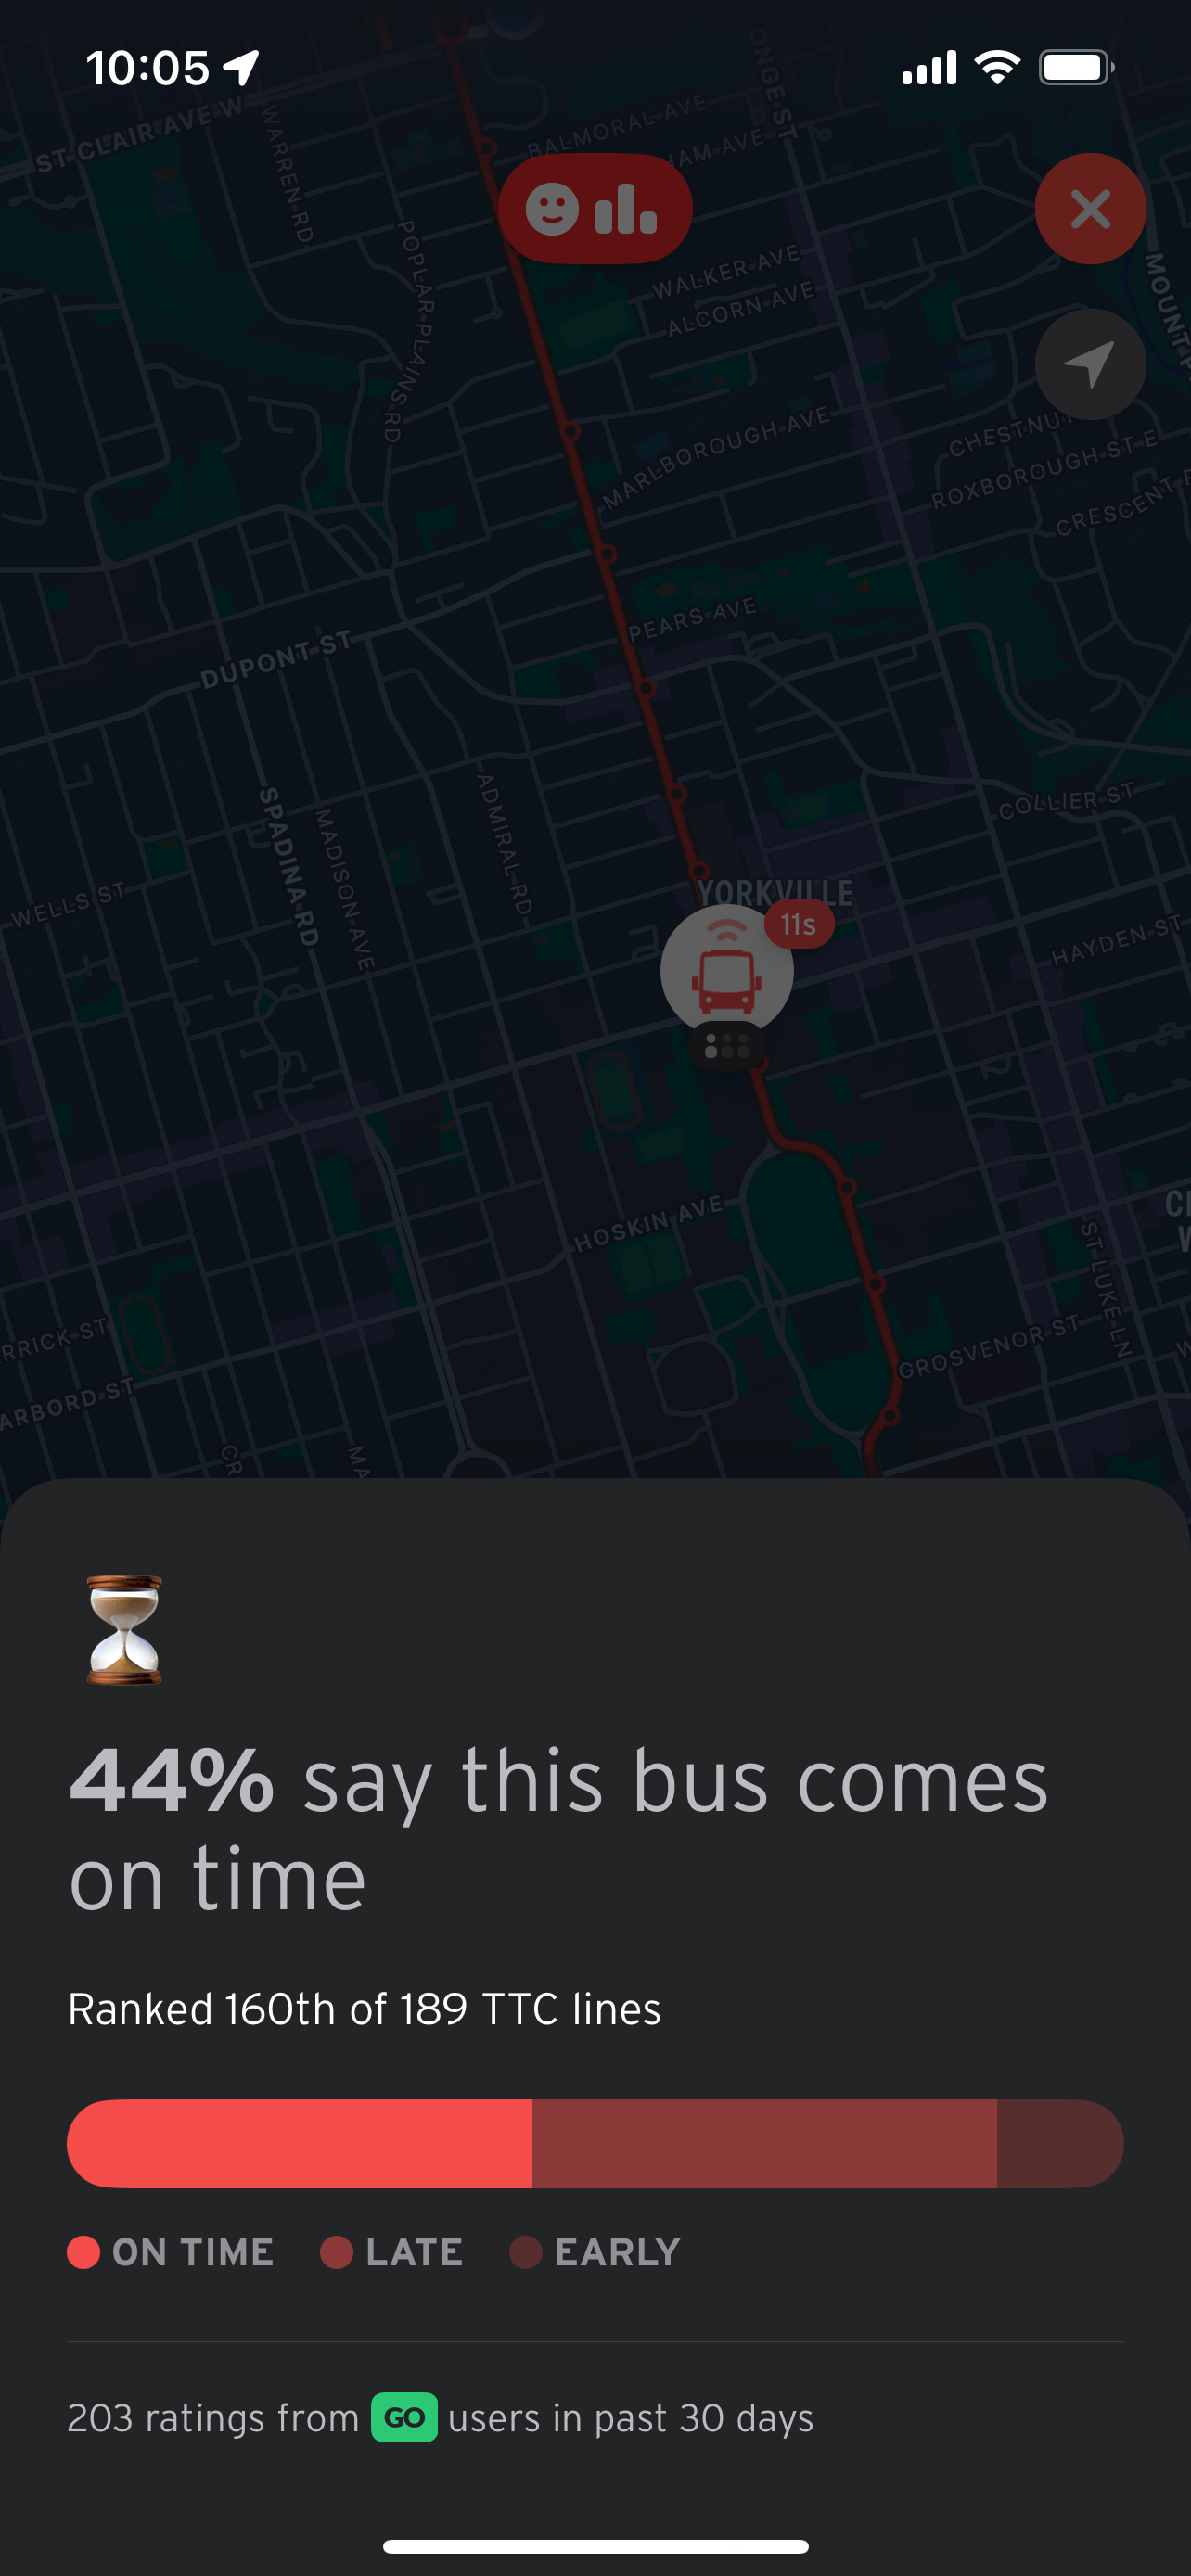 10:05
ST CLAIR AVE W
WARREN RD
BALMORAL AVE
YONGE ST
HAM AVE
POPLAR PLAINS RD
WALKER AVE
ALCORN AVE
MOUNT
MARLBOROUGH AVE
CHESTNU
ROXBOROUGH ST E
CRESCENT
PEARS AVE
DUPONT ST
SPADINA RD
MADISON AVE
ADMIRAL RD
COLLIER ST
WELLS ST
YORKVILLE
11s
HAYDEN ST
HOSKIN AVE
ST LUKE LN
GROSVENOR ST
RRICK ST
ARBORD ST
CR
MA
44% say this bus comes
on time
Ranked 160th of 189 TTC lines
ON TIME LATE EARLY
203 ratings from GO users in past 30 days